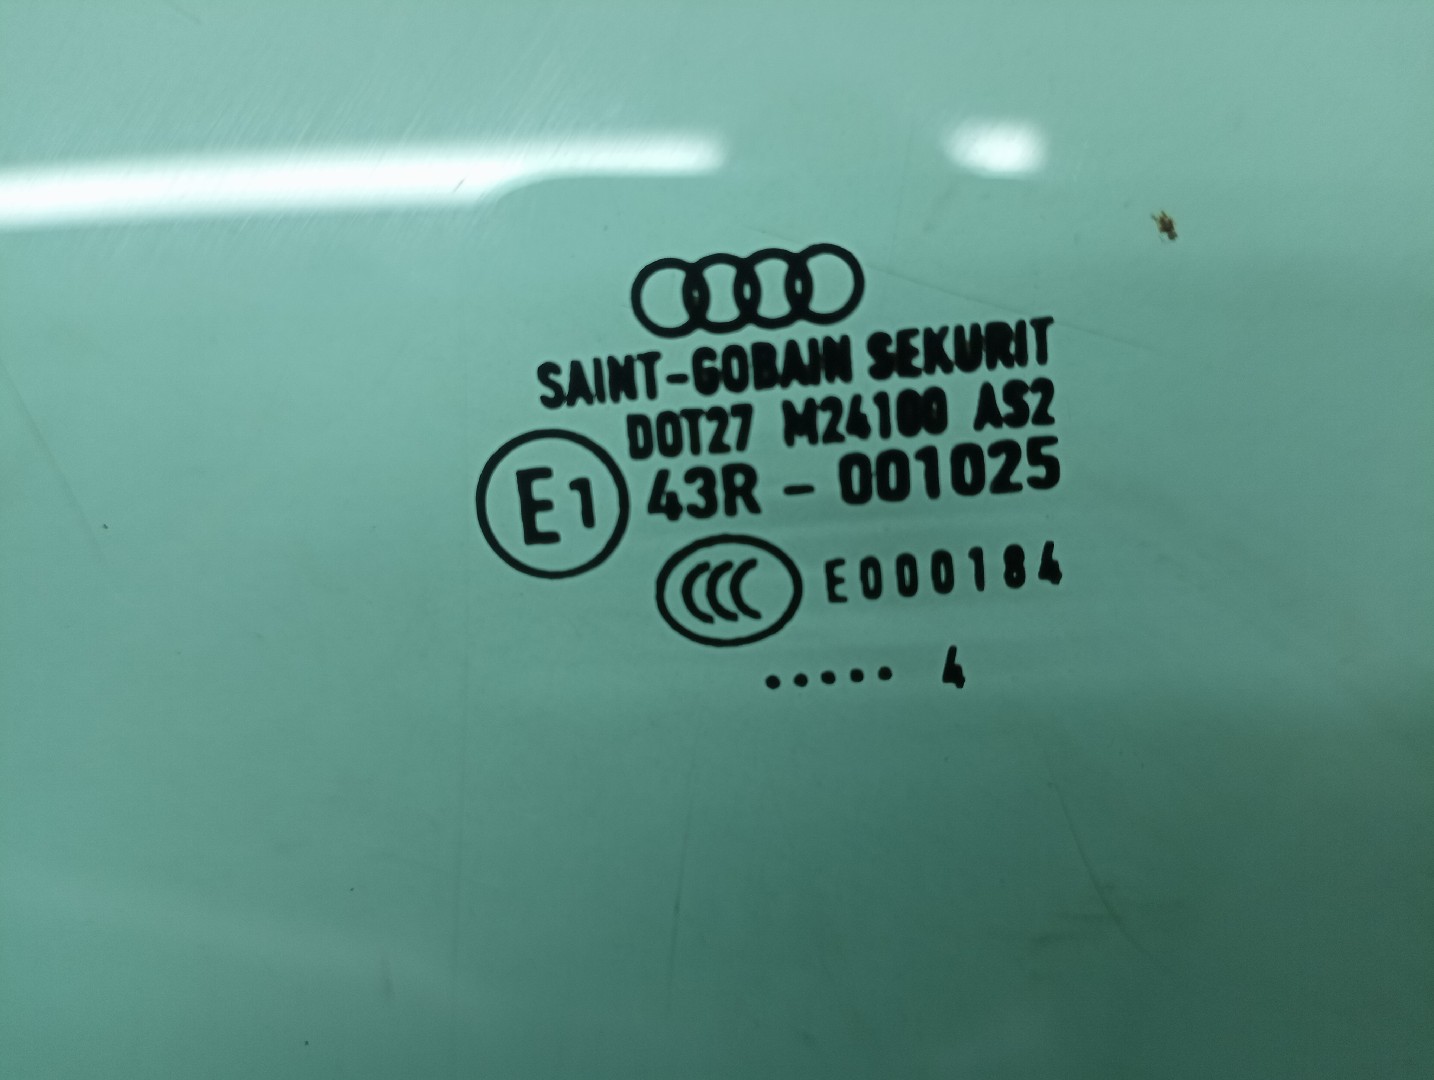 SAINT-GOBAIN SEKURIT
DOT27 M24100 AS2
E1 43R - 001025
CCC E000184
..... 4